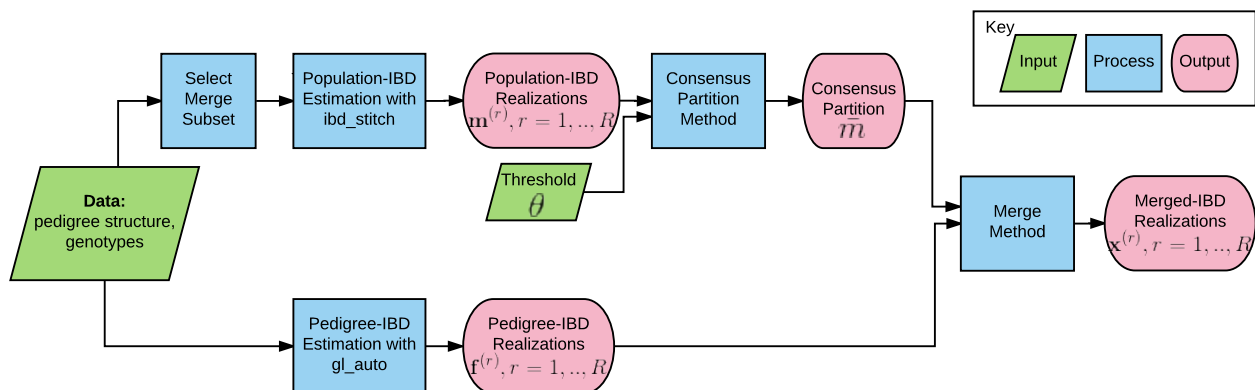 Key
Input
Process
Output
Select
Merge
Subset
Population-IBD
Estimation with
ibd_stitch
Population-IBD
Realizations
m^(r), r = 1, .., R
Consensus
Partition
Method
Consensus
Partition
m̄
Threshold
θ
Data:
pedigree structure,
genotypes
Merge
Method
Merged-IBD
Realizations
x^(r), r = 1, .., R
Pedigree-IBD
Estimation with
gl_auto
Pedigree-IBD
Realizations
f^(r), r = 1, .., R